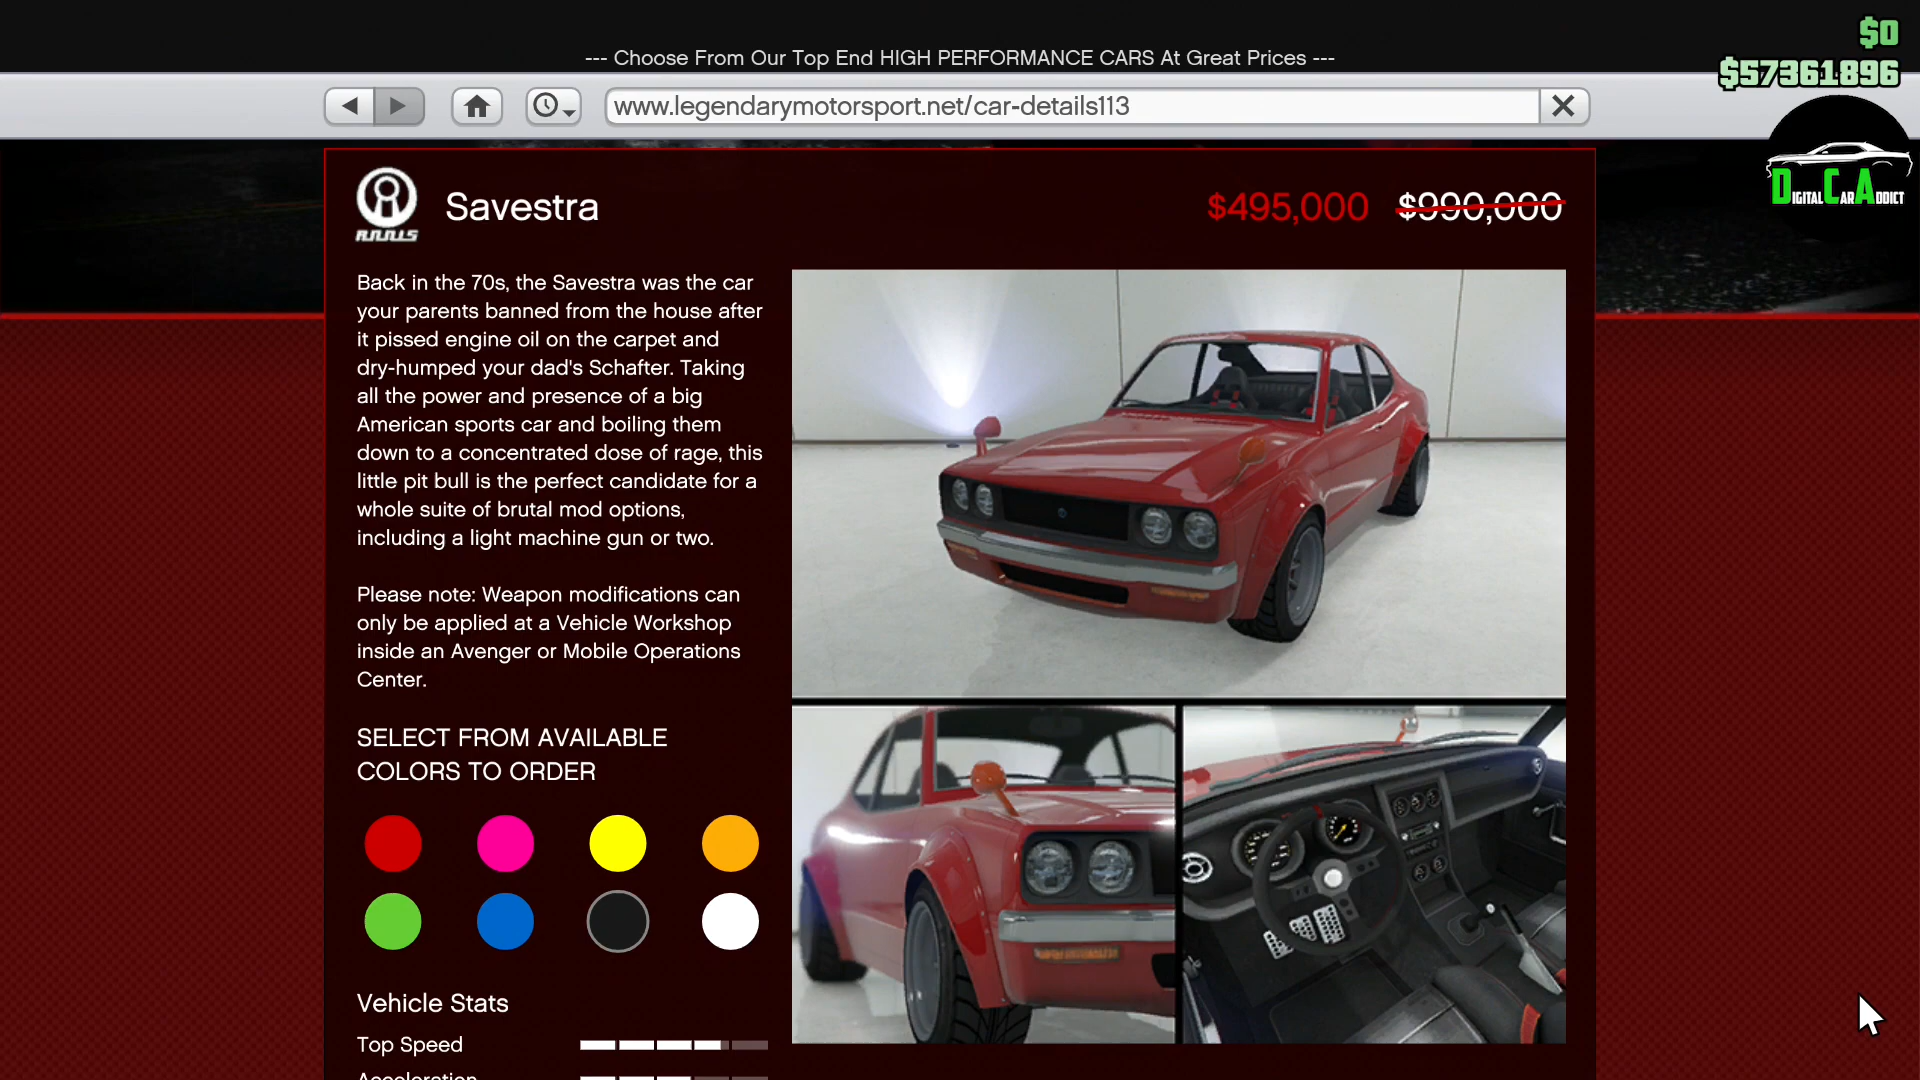 $0
--- Choose From Our Top End HIGH PERFORMANCE CARS At Great Prices ---
$57361896
www.legendarymotorsport.net/car-details113
DIGITALCARADDICT
ANNIS
Savestra
$495,000 $990,000
Back in the 70s, the Savestra was the car
your parents banned from the house after
it pissed engine oil on the carpet and
dry-humped your dad's Schafter. Taking
all the power and presence of a big
American sports car and boiling them
down to a concentrated dose of rage, this
little pit bull is the perfect candidate for a
whole suite of brutal mod options,
including a light machine gun or two.
Please note: Weapon modifications can
only be applied at a Vehicle Workshop
inside an Avenger or Mobile Operations
Center.
SELECT FROM AVAILABLE
COLORS TO ORDER
Vehicle Stats
Top Speed
Acceleration